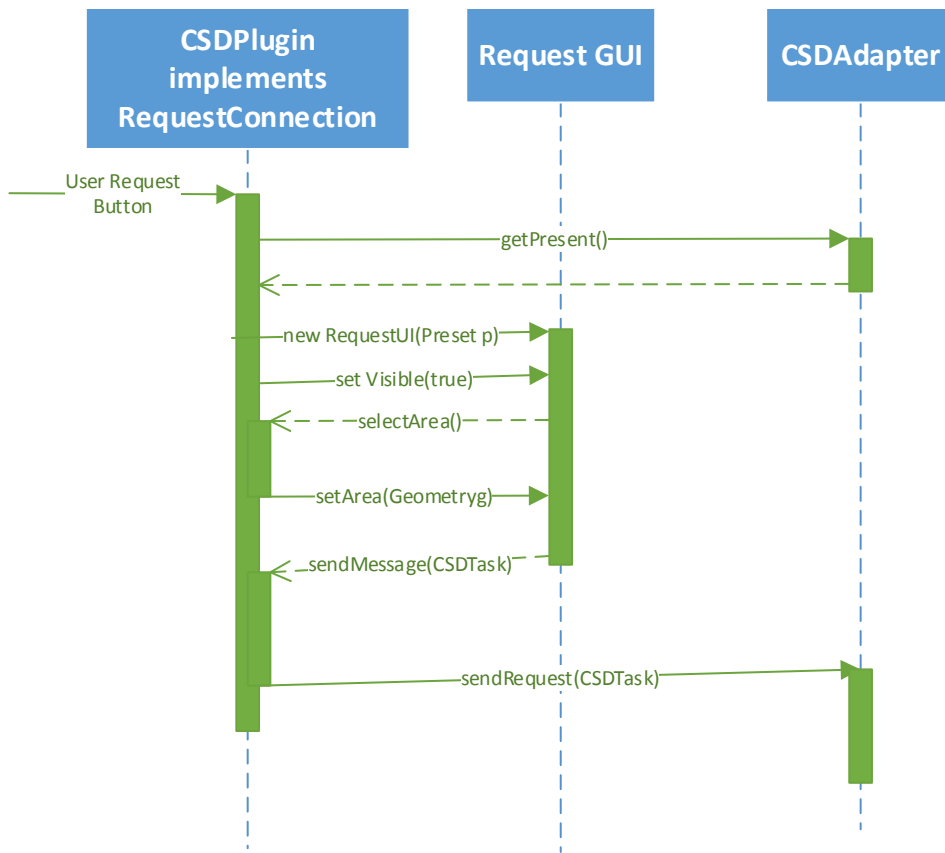 CSDPlugin
implements
RequestConnection
Request GUI
CSDAdapter
User Request
Button
getPresent()
new RequestUI(Preset p)
set Visible(true)
selectArea()
setArea(Geometryg)
sendMessage(CSDTask)
sendRequest(CSDTask)